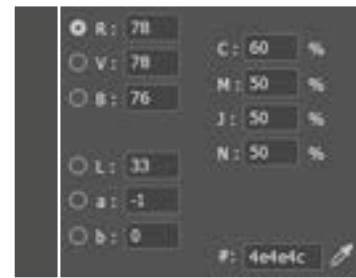 R: 78
V: 78
B: 76
L: 33
a: -1
b: 0
C: 60 %
M: 50 %
J: 50 %
N: 50 %
#: 4e4e4c